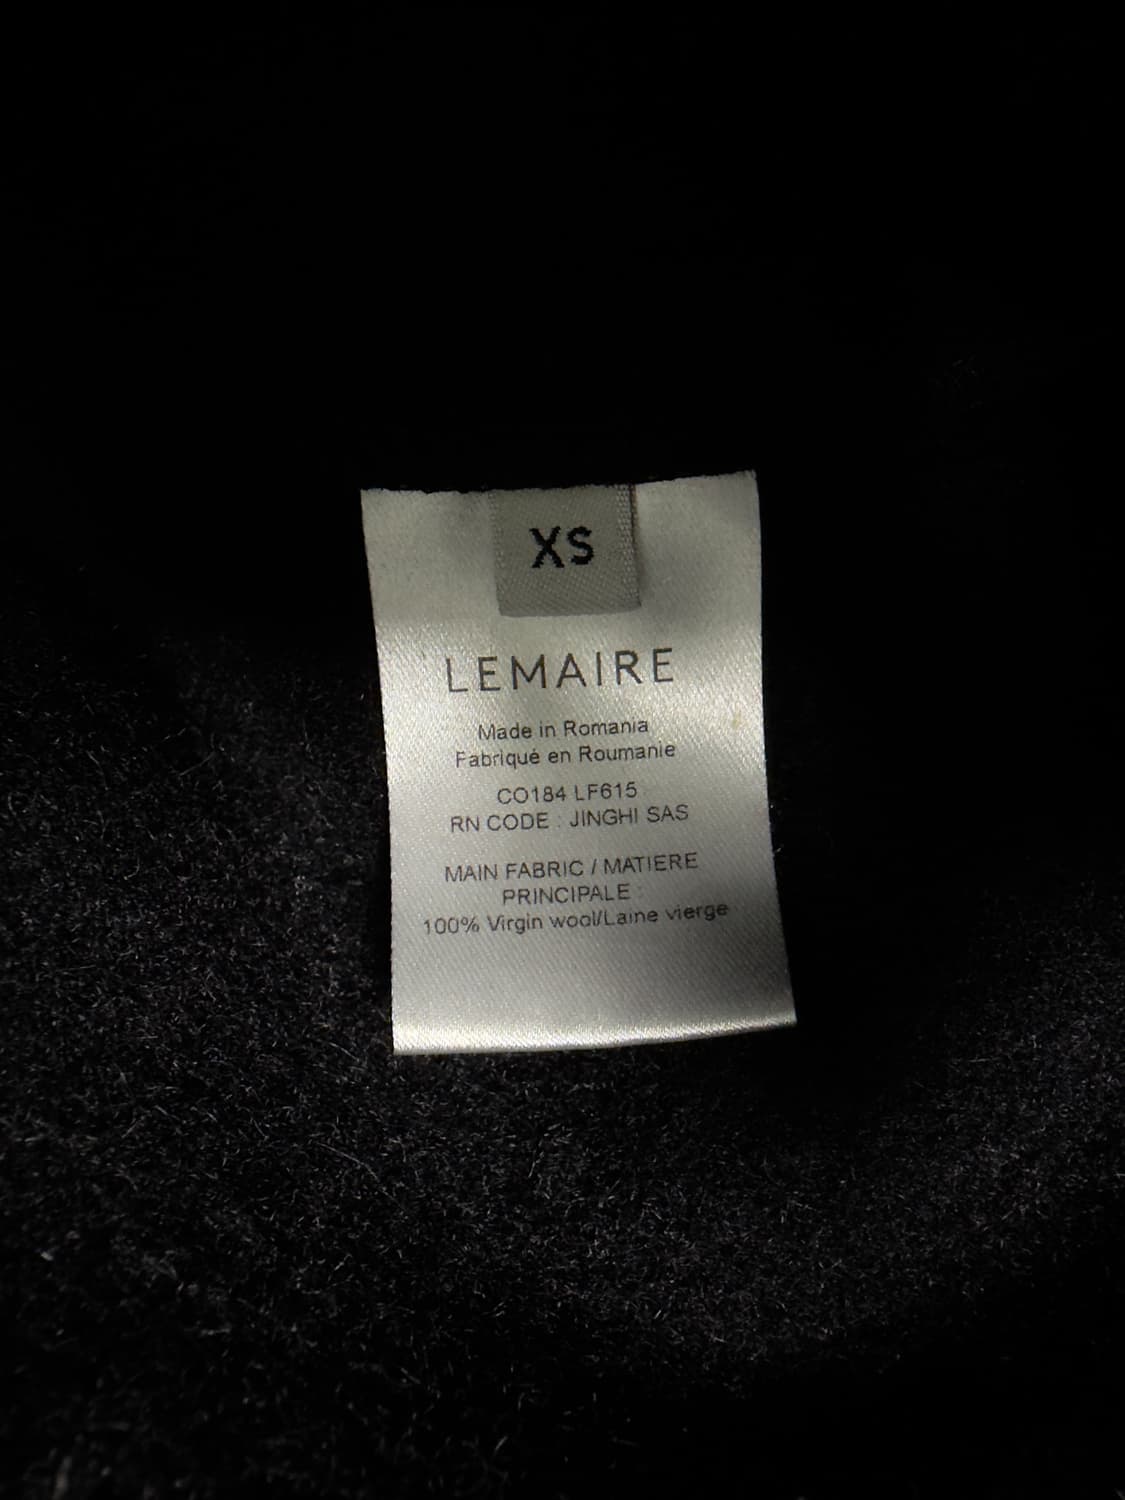 XS
LEMAIRE
Made in Romania
Fabriqué en Roumanie
CO184 LF615
RN CODE : JINGHI SAS
MAIN FABRIC / MATIERE
PRINCIPALE :
100% Virgin wool/Laine vierge